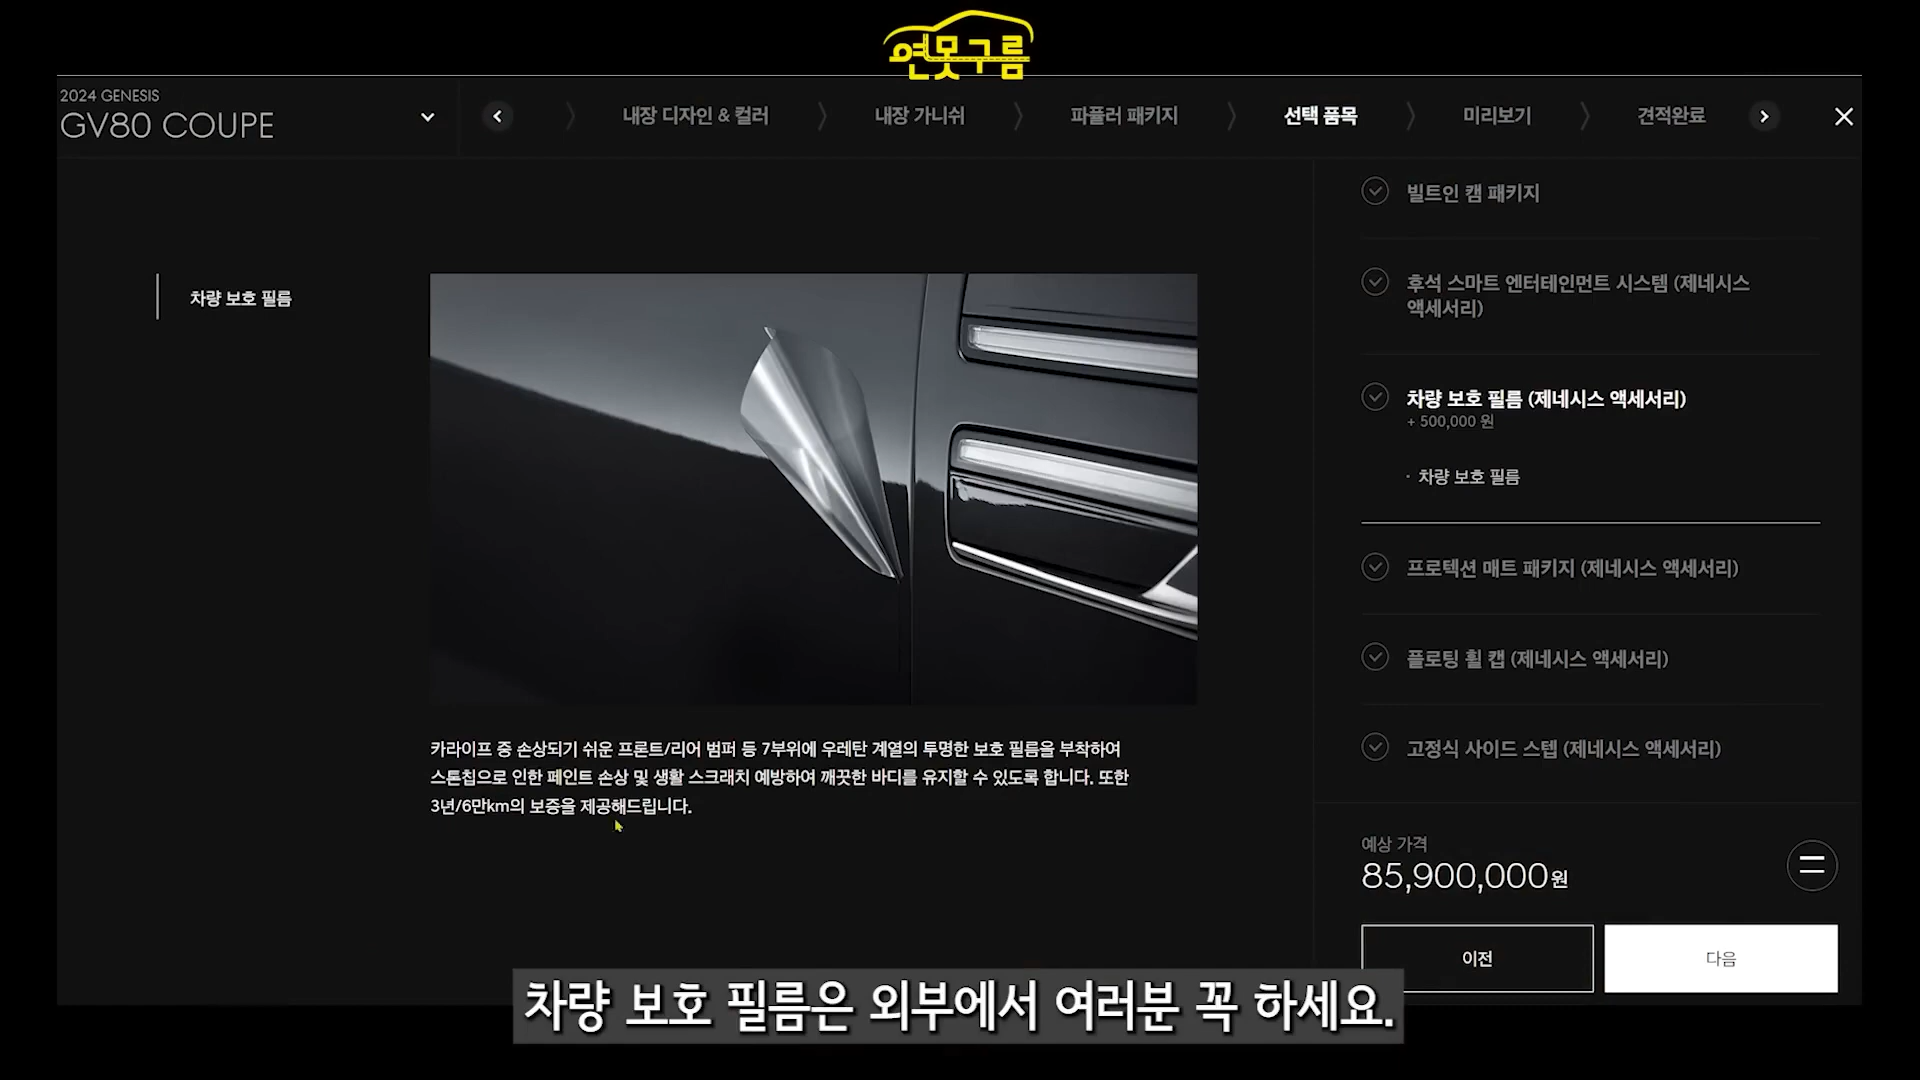 연못구름
2024 GENESIS
GV80 COUPE
내장 디자인 & 컬러
내장 가니쉬
파퓰러 패키지
선택 품목
미리보기
견적완료
차량 보호 필름
카라이프 중 손상되기 쉬운 프론트/리어 범퍼 등 7부위에 우레탄 계열의 투명한 보호 필름을 부착하여
스톤칩으로 인한 페인트 손상 및 생활 스크래치 예방하여 깨끗한 바디를 유지할 수 있도록 합니다. 또한
3년/6만km의 보증을 제공해드립니다.
빌트인 캠 패키지
후석 스마트 엔터테인먼트 시스템 (제네시스
액세서리)
차량 보호 필름 (제네시스 액세서리)
+ 500,000 원
· 차량 보호 필름
프로텍션 매트 패키지 (제네시스 액세서리)
플로팅 휠 캡 (제네시스 액세서리)
고정식 사이드 스텝 (제네시스 액세서리)
예상 가격
85,900,000원
이전
다음
차량 보호 필름은 외부에서 여러분 꼭 하세요.